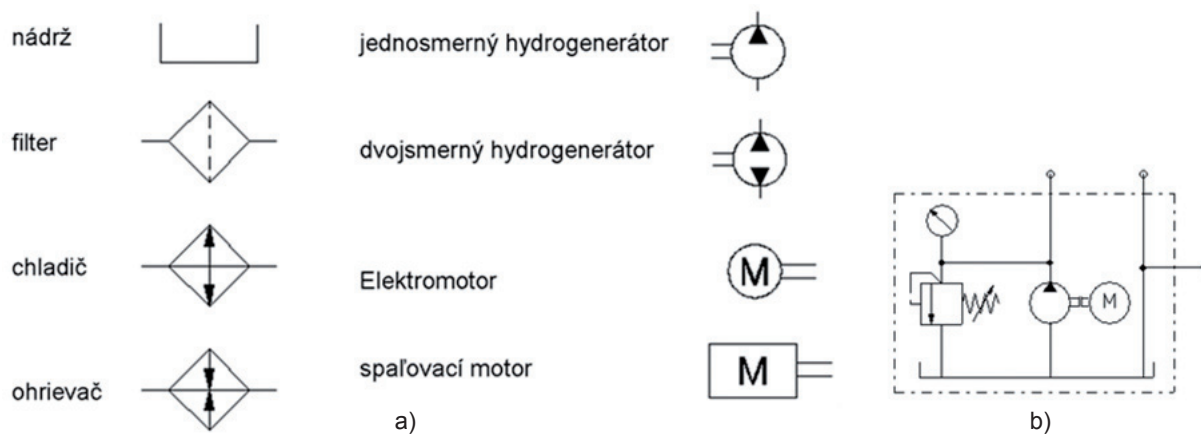 nádrž
jednosmerný hydrogenerátor
filter
dvojsmerný hydrogenerátor
chladič
Elektromotor
M
ohrievač
spaľovací motor
M
M
a)
b)